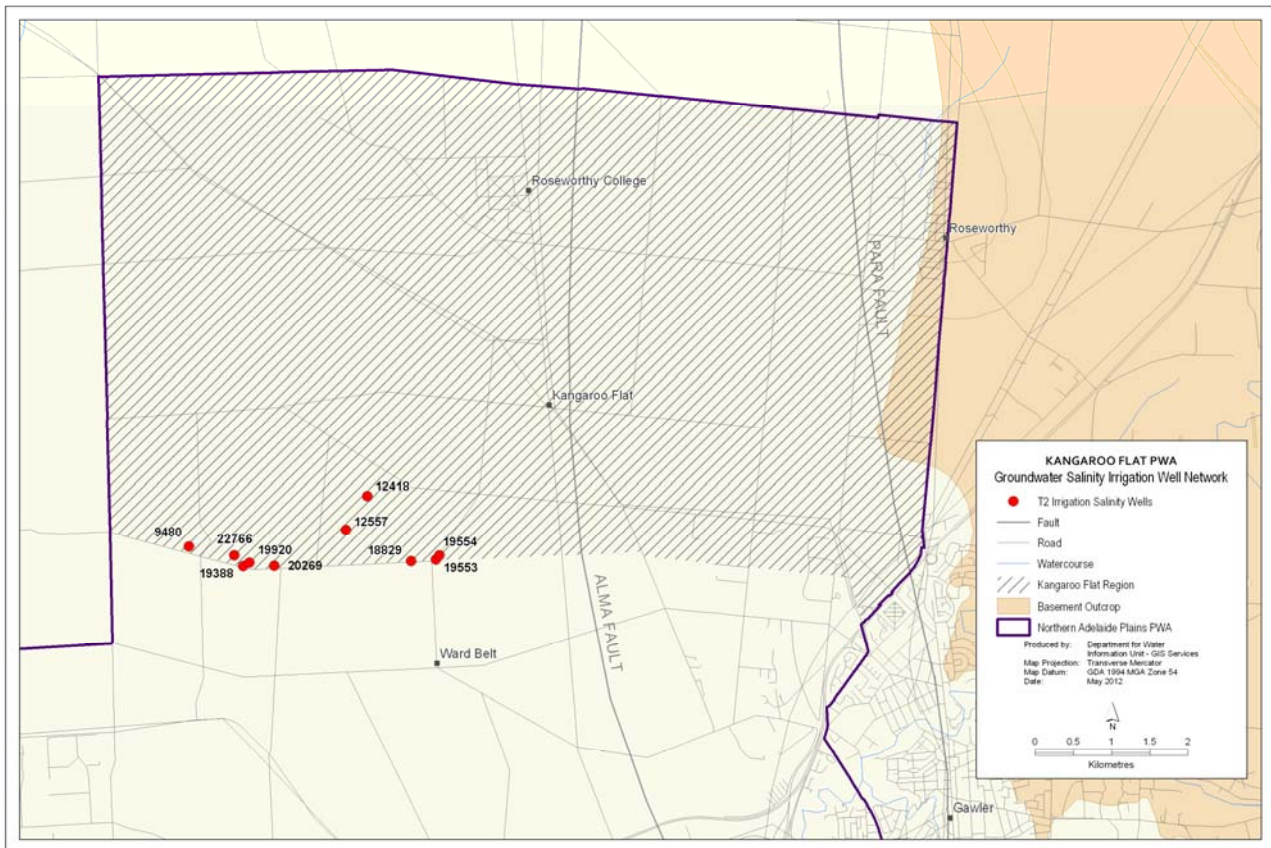 Roseworthy College
Roseworthy
PARA FAULT
Kangaroo Flat
12418
12557
9480
22766
19920
19388
20269
18829
19554
19553
ALMA FAULT
Ward Belt
Gawler
KANGAROO FLAT PWA
Groundwater Salinity Irrigation Well Network
T2 Irrigation Salinity Wells
Fault
Road
Watercourse
Kangaroo Flat Region
Basement Outcrop
Northern Adelaide Plains PWA
Produced by: Department for Water
Information Unit - GIS Services
Map Projection: Transverse Mercator
Map Datum: GDA 1994 MGA Zone 54
Date: May 2012
N
0 0.5 1 1.5 2
Kilometres